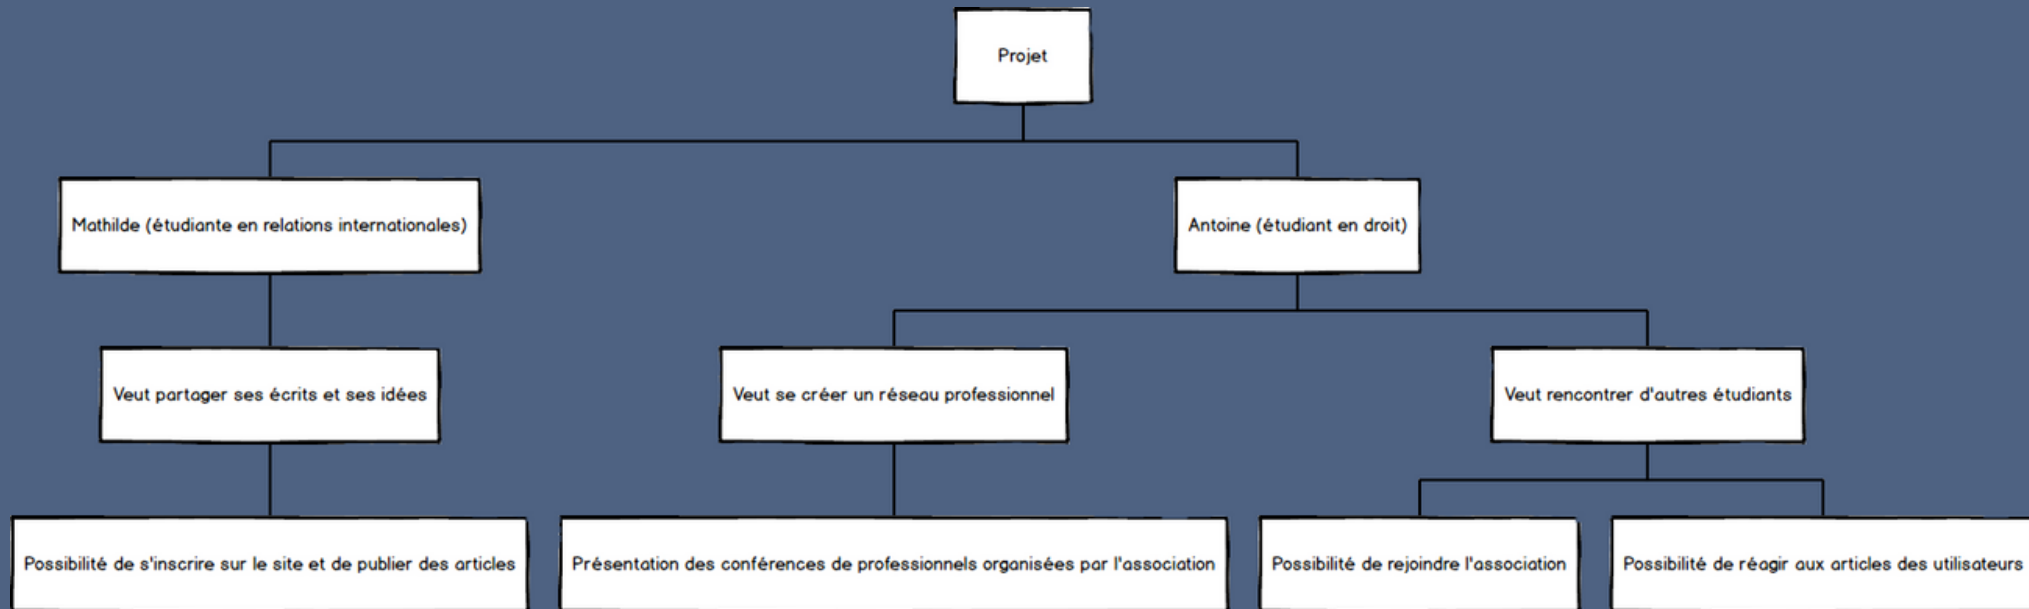 Projet
Mathilde (étudiante en relations internationales)
Antoine (étudiant en droit)
Veut partager ses écrits et ses idées
Veut se créer un réseau professionnel
Veut rencontrer d'autres étudiants
Possibilité de s'inscrire sur le site et de publier des articles
Présentation des conférences de professionnels organisées par l'association
Possibilité de rejoindre l'association
Possibilité de réagir aux articles des utilisateurs